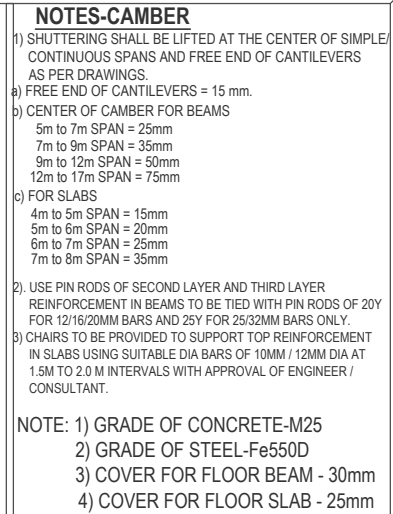 NOTES-CAMBER
1) SHUTTERING SHALL BE LIFTED AT THE CENTER OF SIMPLE/
CONTINUOUS SPANS AND FREE END OF CANTILEVERS
AS PER DRAWINGS.
a) FREE END OF CANTILEVERS = 15 mm.
b) CENTER OF CAMBER FOR BEAMS
5m to 7m SPAN = 25mm
7m to 9m SPAN = 35mm
9m to 12m SPAN = 50mm
12m to 17m SPAN = 75mm
c) FOR SLABS
4m to 5m SPAN = 15mm
5m to 6m SPAN = 20mm
6m to 7m SPAN = 25mm
7m to 8m SPAN = 35mm
2). USE PIN RODS OF SECOND LAYER AND THIRD LAYER
REINFORCEMENT IN BEAMS TO BE TIED WITH PIN RODS OF 20Y
FOR 12/16/20MM BARS AND 25Y FOR 25/32MM BARS ONLY.
3) CHAIRS TO BE PROVIDED TO SUPPORT TOP REINFORCEMENT
IN SLABS USING SUITABLE DIA BARS OF 10MM / 12MM DIA AT
1.5M TO 2.0 M INTERVALS WITH APPROVAL OF ENGINEER /
CONSULTANT.
NOTE: 1) GRADE OF CONCRETE-M25
2) GRADE OF STEEL-Fe550D
3) COVER FOR FLOOR BEAM - 30mm
4) COVER FOR FLOOR SLAB - 25mm